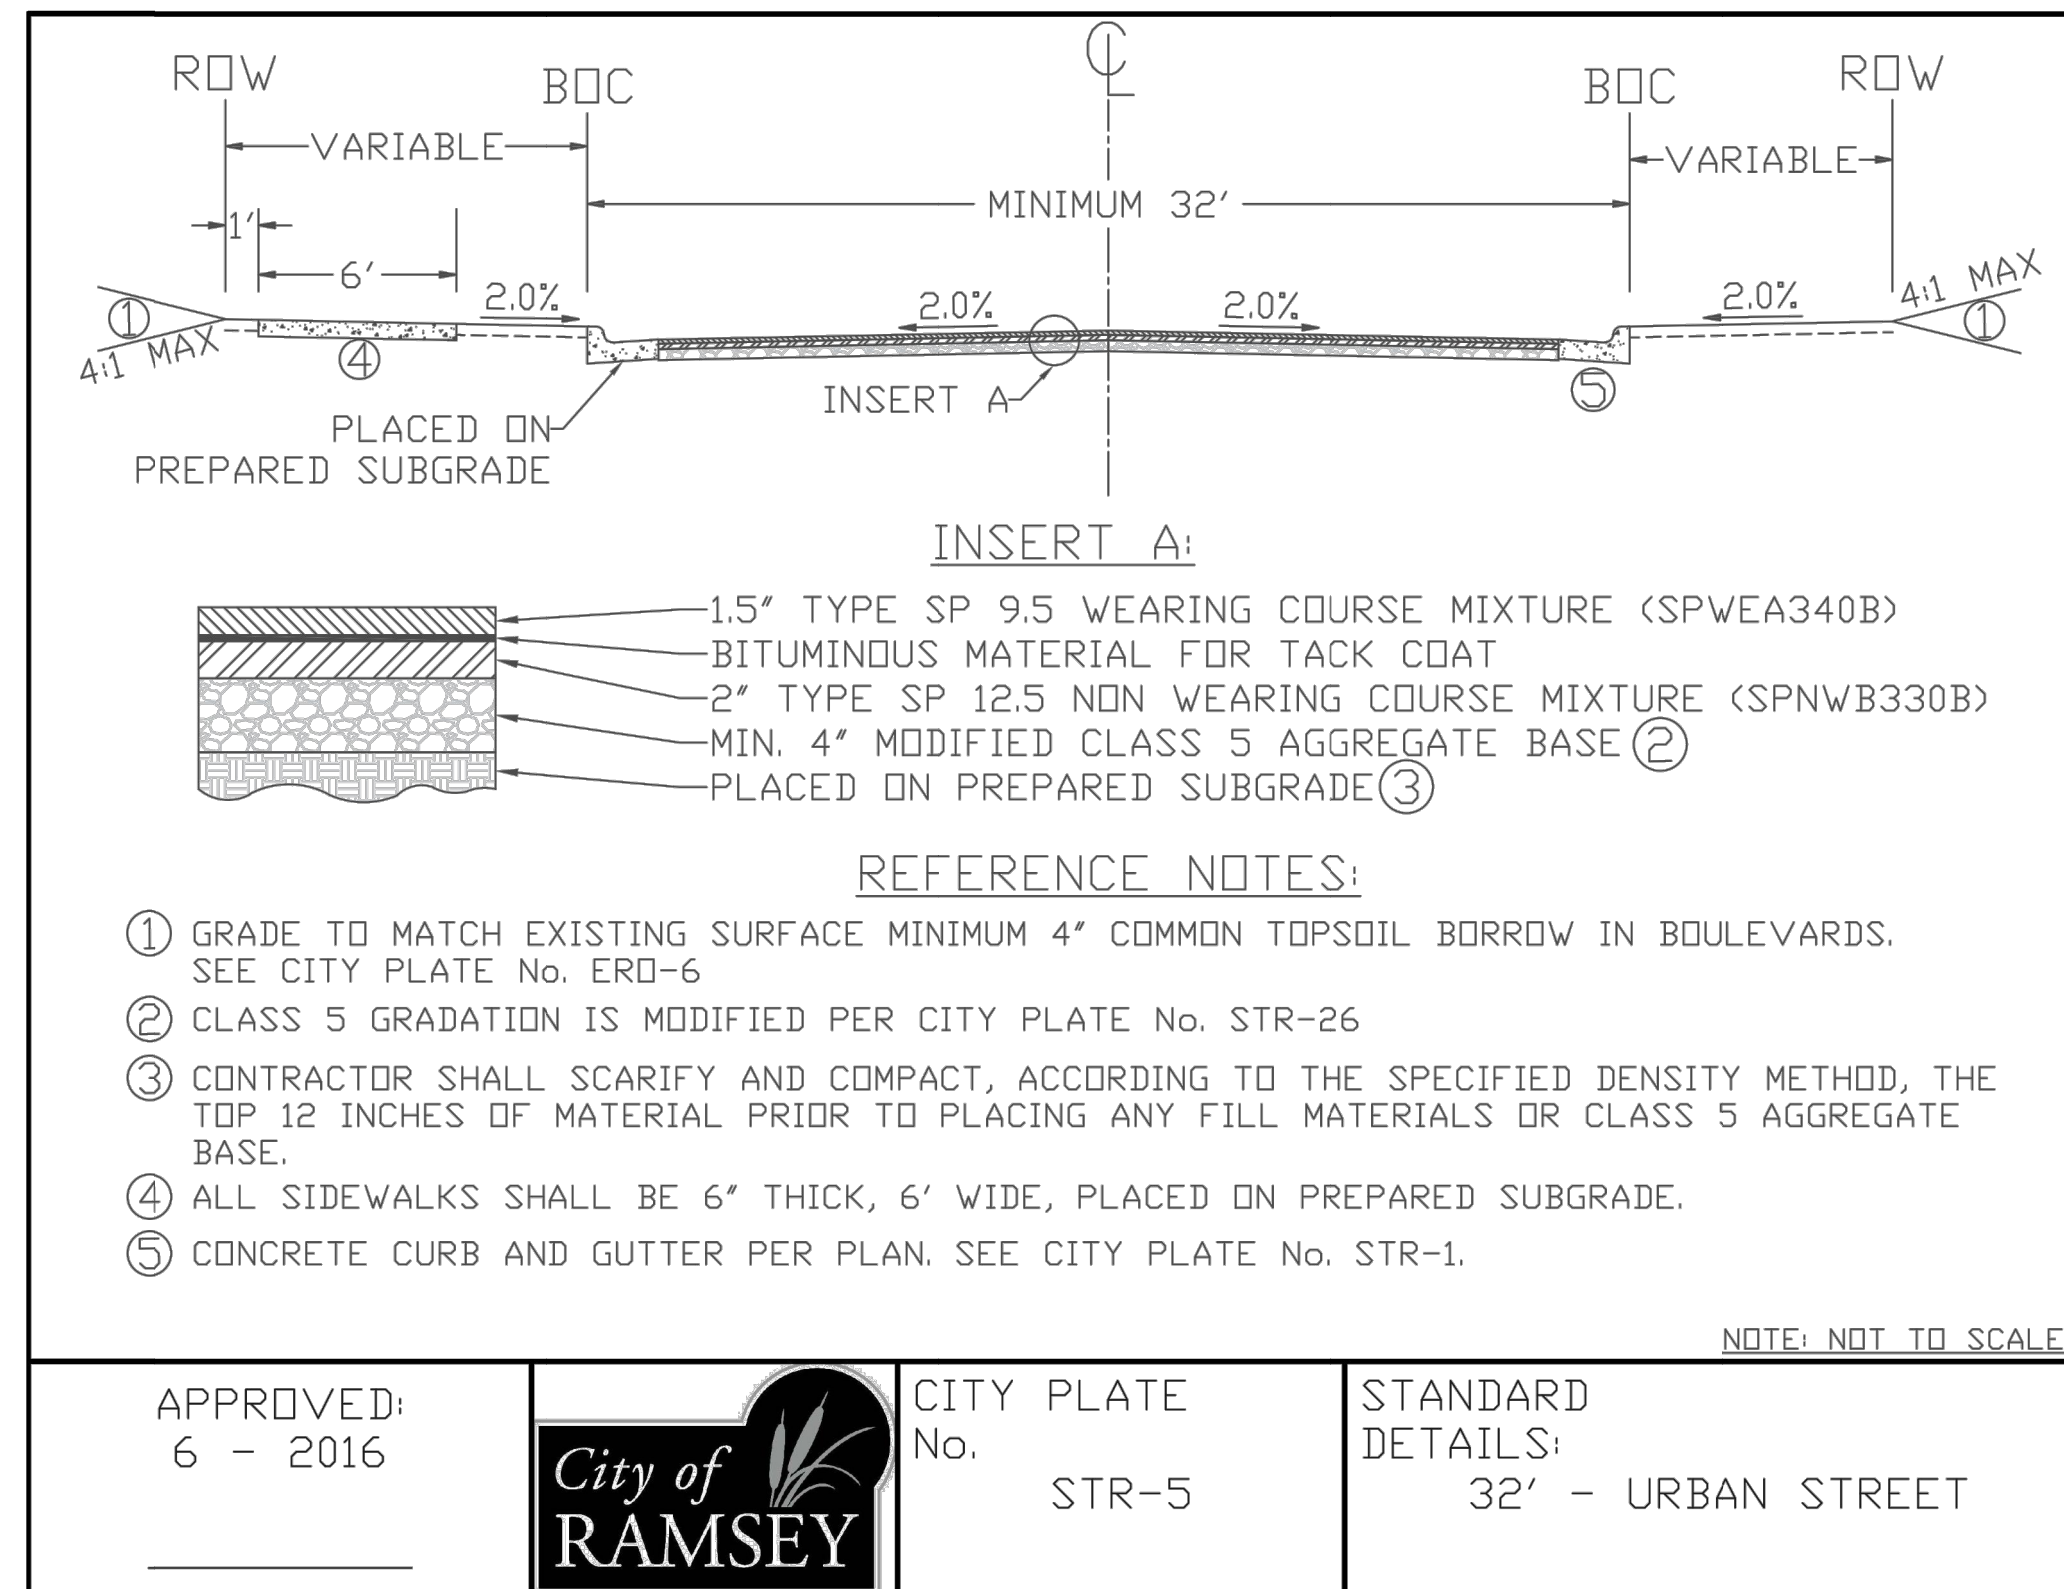 ROW
BOC
CL
BOC
ROW
VARIABLE
VARIABLE
MINIMUM 32'
1'
6'
2.0%
2.0%
2.0%
2.0%
4:1 MAX
1
4:1 MAX
1
4
5
INSERT A
PLACED ON
PREPARED SUBGRADE
INSERT A:
1.5" TYPE SP 9.5 WEARING COURSE MIXTURE (SPWEA340B)
BITUMINOUS MATERIAL FOR TACK COAT
2" TYPE SP 12.5 NON WEARING COURSE MIXTURE (SPNWB330B)
MIN. 4" MODIFIED CLASS 5 AGGREGATE BASE 2
PLACED ON PREPARED SUBGRADE 3
REFERENCE NOTES:
1 GRADE TO MATCH EXISTING SURFACE MINIMUM 4" COMMON TOPSOIL BORROW IN BOULEVARDS.
SEE CITY PLATE No. ERO-6
2 CLASS 5 GRADATION IS MODIFIED PER CITY PLATE No. STR-26
3 CONTRACTOR SHALL SCARIFY AND COMPACT, ACCORDING TO THE SPECIFIED DENSITY METHOD, THE
TOP 12 INCHES OF MATERIAL PRIOR TO PLACING ANY FILL MATERIALS OR CLASS 5 AGGREGATE
BASE.
4 ALL SIDEWALKS SHALL BE 6" THICK, 6' WIDE, PLACED ON PREPARED SUBGRADE.
5 CONCRETE CURB AND GUTTER PER PLAN. SEE CITY PLATE No. STR-1.
NOTE: NOT TO SCALE
APPROVED:
6 - 2016
City of
RAMSEY
CITY PLATE
No.
STR-5
STANDARD
DETAILS:
32' - URBAN STREET